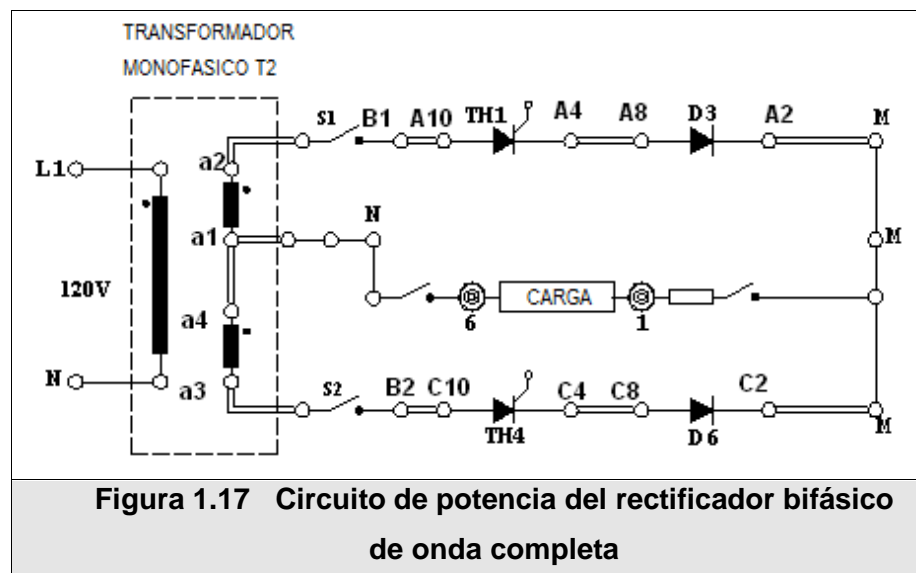 TRANSFORMADOR
MONOFASICO T2
S1 B1 A10 TH1 A4 A8 D3 A2 M
L1 a2
a1 N M
120V CARGA
6 1
a4
N a3 S2 B2 C10 TH4 C4 C8 D6 C2 M
Figura 1.17 Circuito de potencia del rectificador bifásico
de onda completa